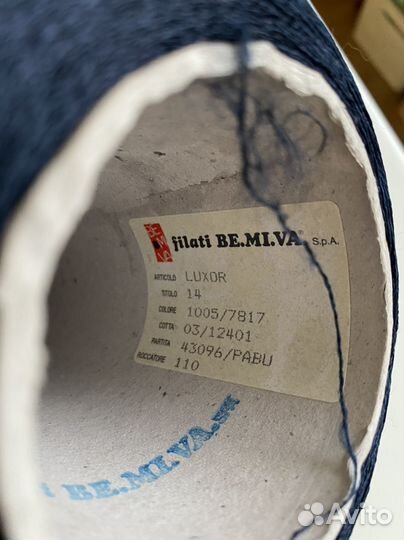 filati BE.MI.VA. S.p.A.
ARTICOLO LUXOR
TITOLO 14
COLORE 1005/7817
COTTA 03/12401
PARTITA 43096/PABU
ROCCATORE 110
BE.MI.VA.
Avito